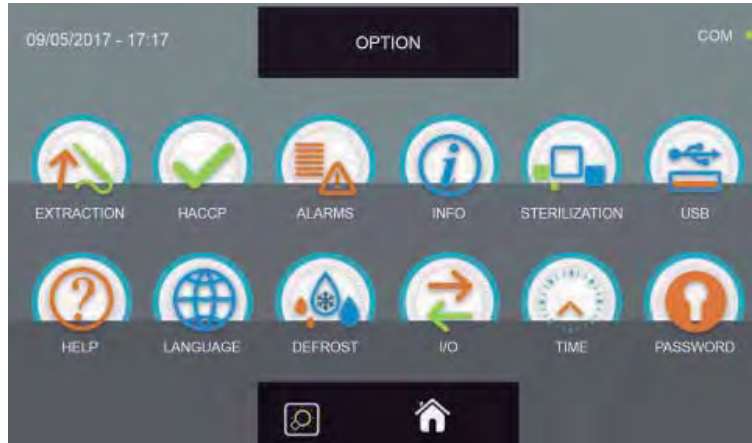 09/05/2017 - 17:17
OPTION
COM
EXTRACTION
HACCP
ALARMS
INFO
STERILIZATION
USB
HELP
LANGUAGE
DEFROST
I/O
TIME
PASSWORD